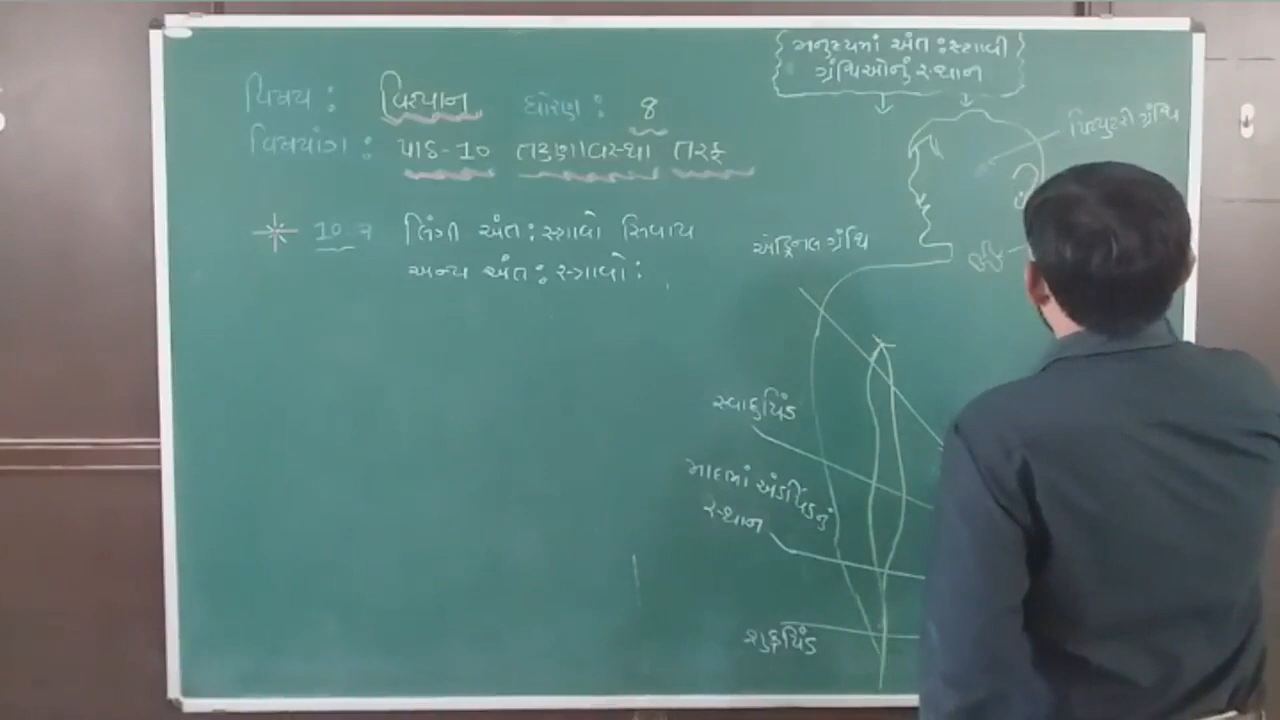 વિષય : વિજ્ઞાન ધોરણ : 8
વિષયાંગ : પાઠ-10 તરુણાવસ્થા તરફ
10.7 લિંગી અંતઃસ્ત્રાવો સિવાય
અન્ય અંતઃસ્ત્રાવો :
મનુષ્યમાં અંતઃસ્ત્રાવી
ગ્રંથિઓનું સ્થાન
પિટ્યુટરી ગ્રંથિ
એડ્રિનલ ગ્રંથિ
સ્વાદુપિંડ
માદામાં અંડપિંડનું
સ્થાન
શુક્રપિંડ